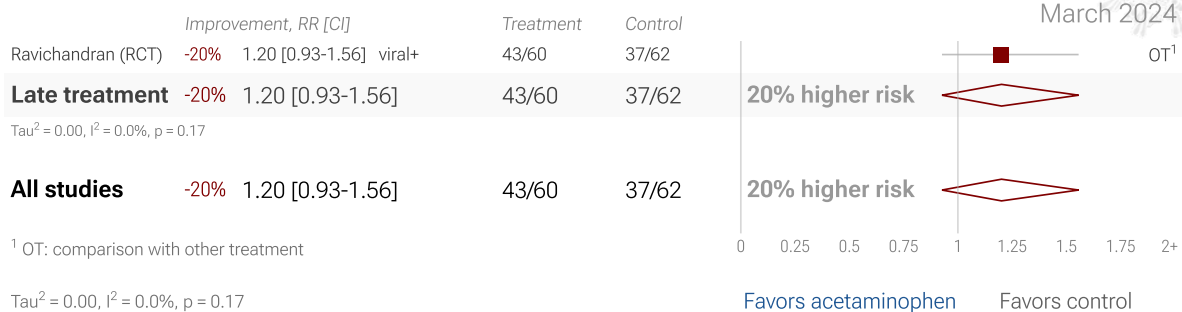 March 2024
Improvement, RR [CI] Treatment Control
Ravichandran (RCT) -20% 1.20 [0.93-1.56] viral+ 43/60 37/62 OT¹
Late treatment -20% 1.20 [0.93-1.56] 43/60 37/62 20% higher risk
Tau² = 0.00, I² = 0.0%, p = 0.17
All studies -20% 1.20 [0.93-1.56] 43/60 37/62 20% higher risk
¹ OT: comparison with other treatment
0 0.25 0.5 0.75 1 1.25 1.5 1.75 2+
Tau² = 0.00, I² = 0.0%, p = 0.17
Favors acetaminophen Favors control